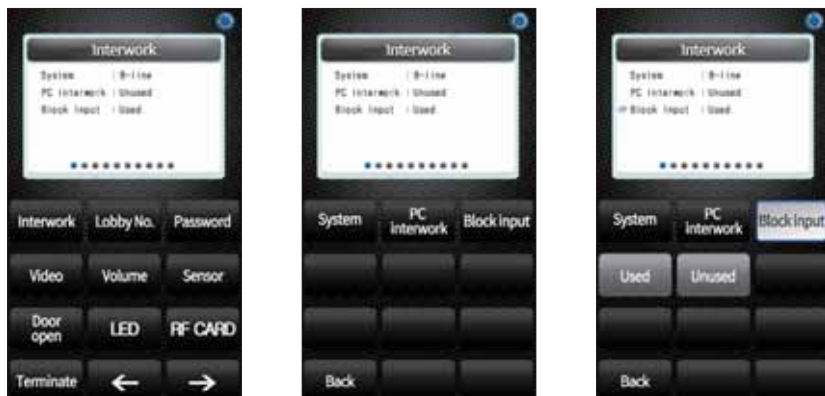 Interwork
System : B-line
PC Interwork : Unused
Block Input : Used
Interwork Lobby No. Password
Video Volume Sensor
Door open LED RF CARD
Terminate ← →
Interwork
System : B-line
PC Interwork : Unused
Block Input : Used
System PC interwork Block input
Back
Interwork
System : B-line
PC Interwork : Unused
☞Block Input : Used
System PC interwork Block input
Used Unused
Back